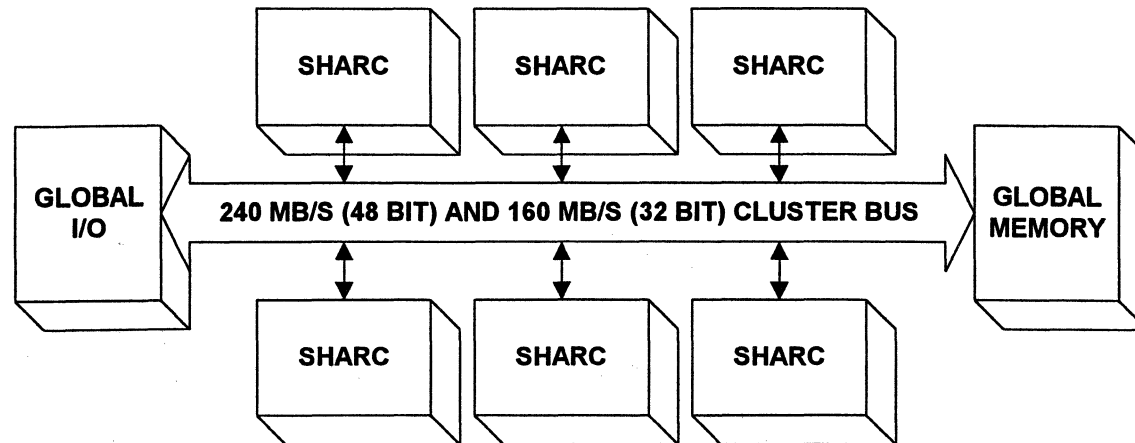 SHARC
SHARC
SHARC
GLOBAL
I/O
240 MB/S (48 BIT) AND 160 MB/S (32 BIT) CLUSTER BUS
GLOBAL
MEMORY
SHARC
SHARC
SHARC